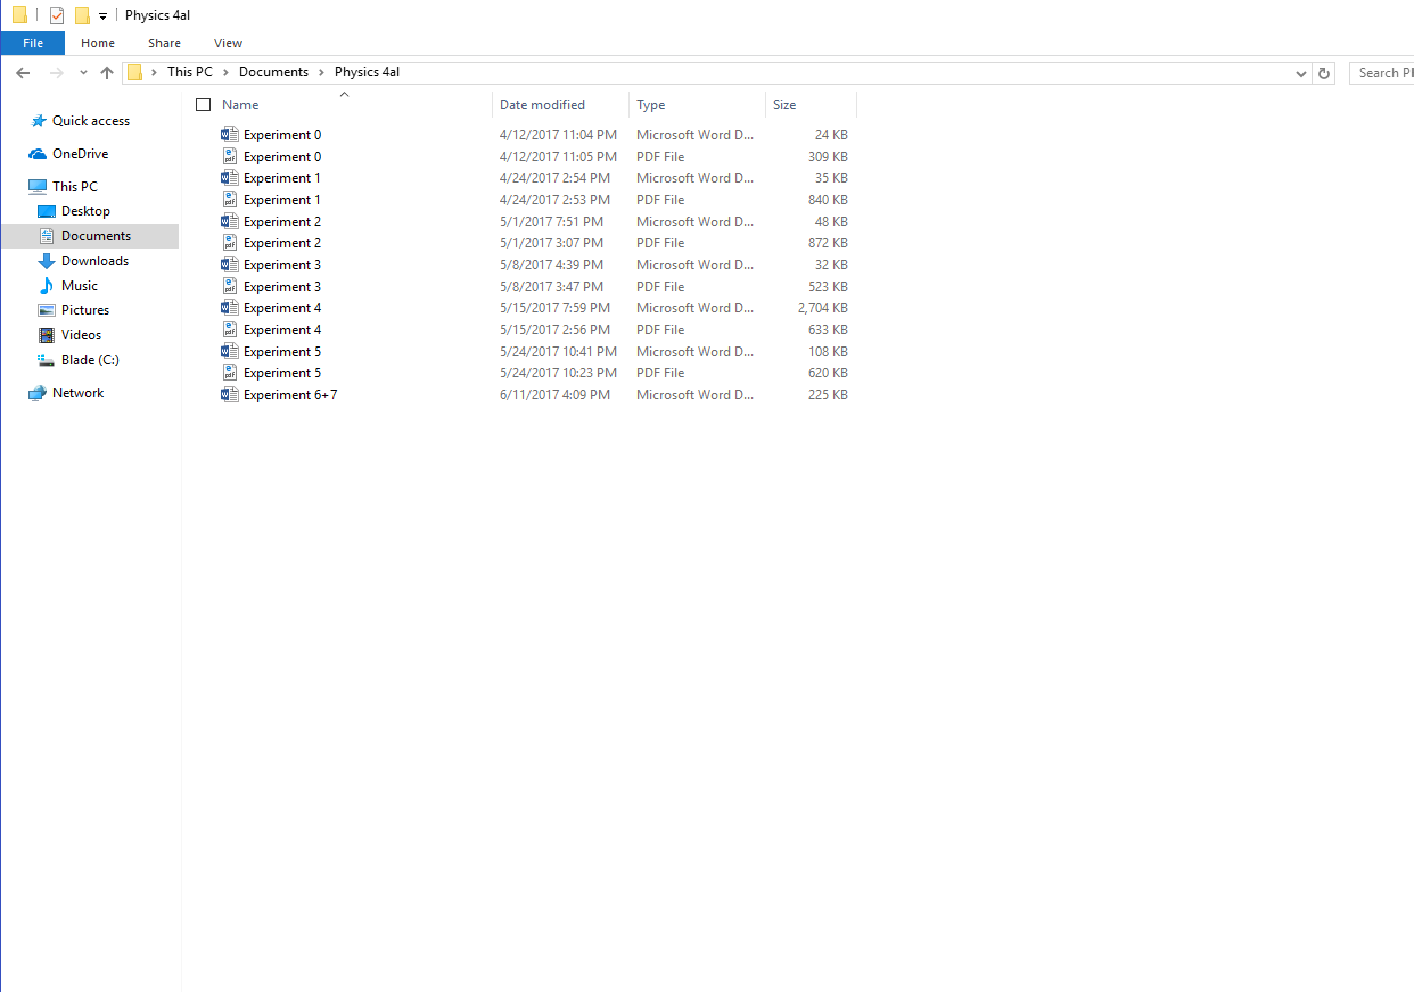 Physics 4al
File Home Share View
This PC Documents Physics 4al Search Pl
Name Date modified Type Size
Quick access
OneDrive
This PC
Desktop
Documents
Downloads
Music
Pictures
Videos
Blade (C:)
Network
Experiment 0 4/12/2017 11:04 PM Microsoft Word D... 24 KB
Experiment 0 4/12/2017 11:05 PM PDF File 309 KB
Experiment 1 4/24/2017 2:54 PM Microsoft Word D... 35 KB
Experiment 1 4/24/2017 2:53 PM PDF File 840 KB
Experiment 2 5/1/2017 7:51 PM Microsoft Word D... 48 KB
Experiment 2 5/1/2017 3:07 PM PDF File 872 KB
Experiment 3 5/8/2017 4:39 PM Microsoft Word D... 32 KB
Experiment 3 5/8/2017 3:47 PM PDF File 523 KB
Experiment 4 5/15/2017 7:59 PM Microsoft Word D... 2,704 KB
Experiment 4 5/15/2017 2:56 PM PDF File 633 KB
Experiment 5 5/24/2017 10:41 PM Microsoft Word D... 108 KB
Experiment 5 5/24/2017 10:23 PM PDF File 620 KB
Experiment 6+7 6/11/2017 4:09 PM Microsoft Word D... 225 KB